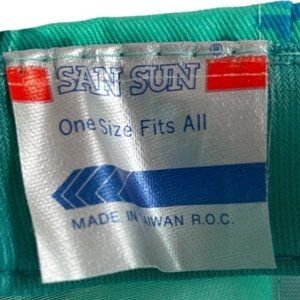 ®
SAN SUN
One Size Fits All
MADE IN TAIWAN R.O.C.